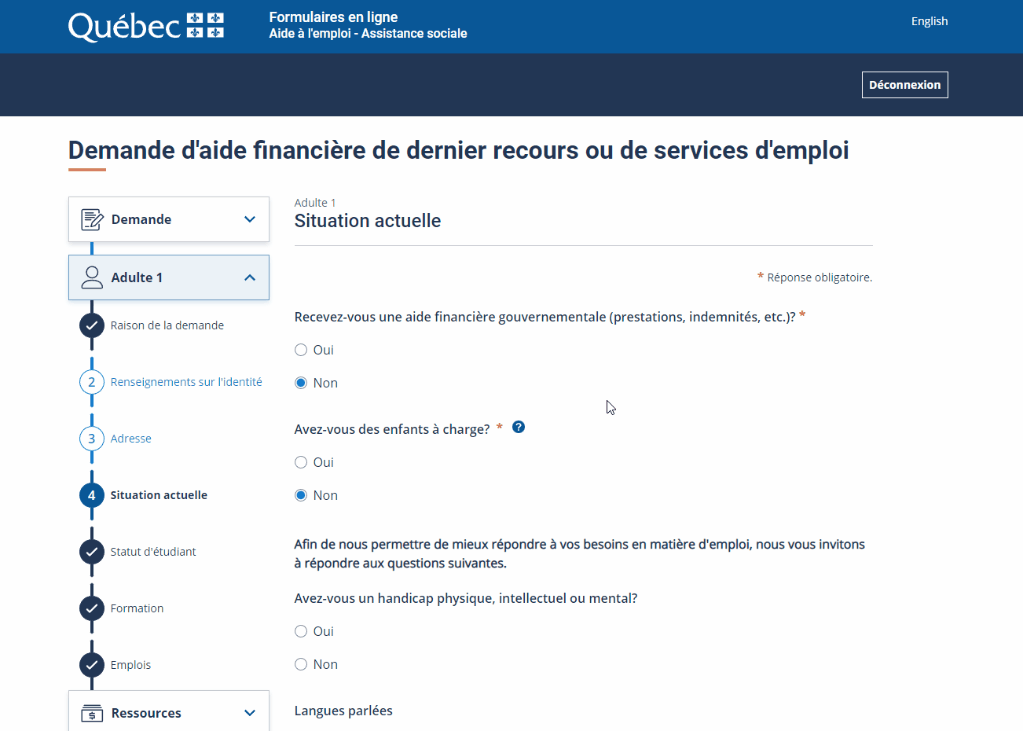 Québec
Formulaires en ligne
Aide à l'emploi - Assistance sociale
English
Déconnexion
Demande d'aide financière de dernier recours ou de services d'emploi
Demande
Adulte 1
Raison de la demande
2 Renseignements sur l'identité
3 Adresse
4 Situation actuelle
Statut d'étudiant
Formation
Emplois
$ Ressources
Adulte 1
Situation actuelle
* Réponse obligatoire.
Recevez-vous une aide financière gouvernementale (prestations, indemnités, etc.)? *
Oui
Non
Avez-vous des enfants à charge? * ?
Oui
Non
Afin de nous permettre de mieux répondre à vos besoins en matière d'emploi, nous vous invitons
à répondre aux questions suivantes.
Avez-vous un handicap physique, intellectuel ou mental?
Oui
Non
Langues parlées